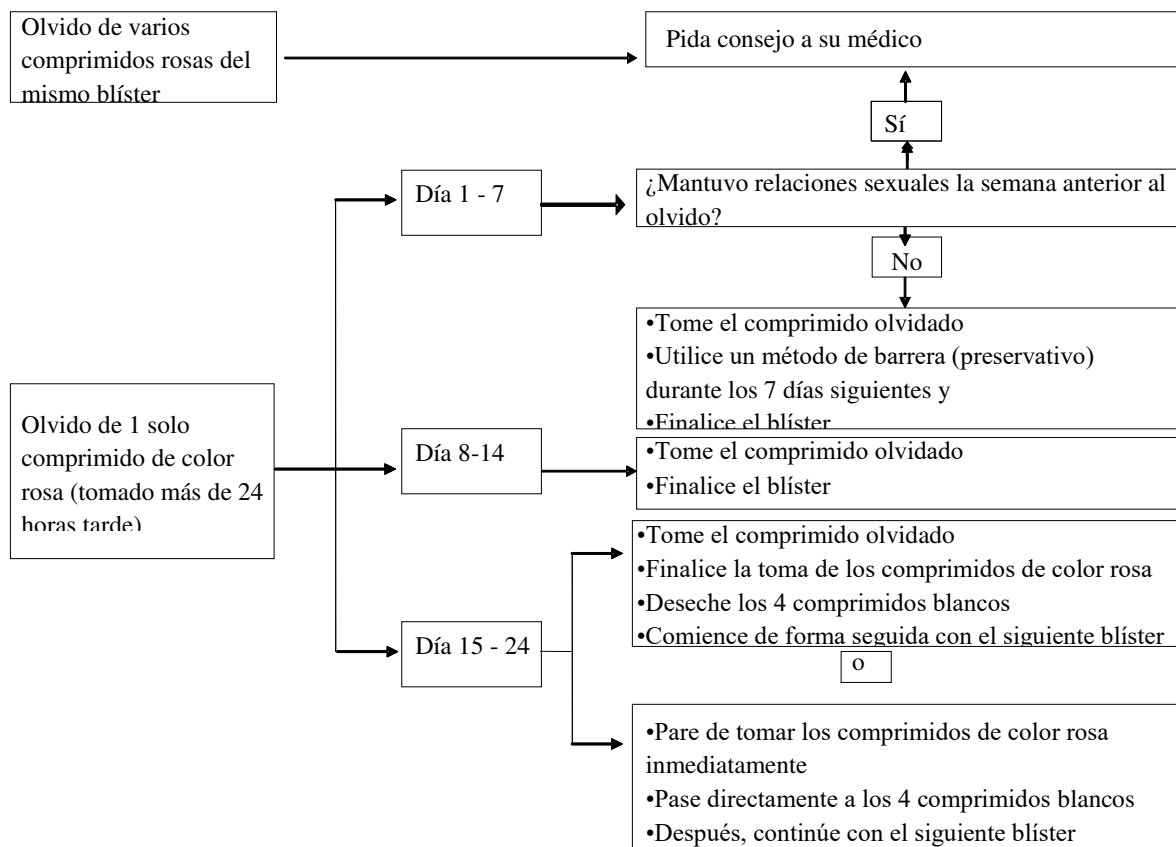 Olvido de varios
comprimidos rosas del
mismo blíster
Pida consejo a su médico
Sí
Día 1 - 7
¿Mantuvo relaciones sexuales la semana anterior al
olvido?
No
•Tome el comprimido olvidado
•Utilice un método de barrera (preservativo)
durante los 7 días siguientes y
•Finalice el blíster
Olvido de 1 solo
comprimido de color
rosa (tomado más de 24
horas tarde)
Día 8-14
•Tome el comprimido olvidado
•Finalice el blíster
Día 15 - 24
•Tome el comprimido olvidado
•Finalice la toma de los comprimidos de color rosa
•Deseche los 4 comprimidos blancos
•Comience de forma seguida con el siguiente blíster
o
•Pare de tomar los comprimidos de color rosa
inmediatamente
•Pase directamente a los 4 comprimidos blancos
•Después, continúe con el siguiente blíster